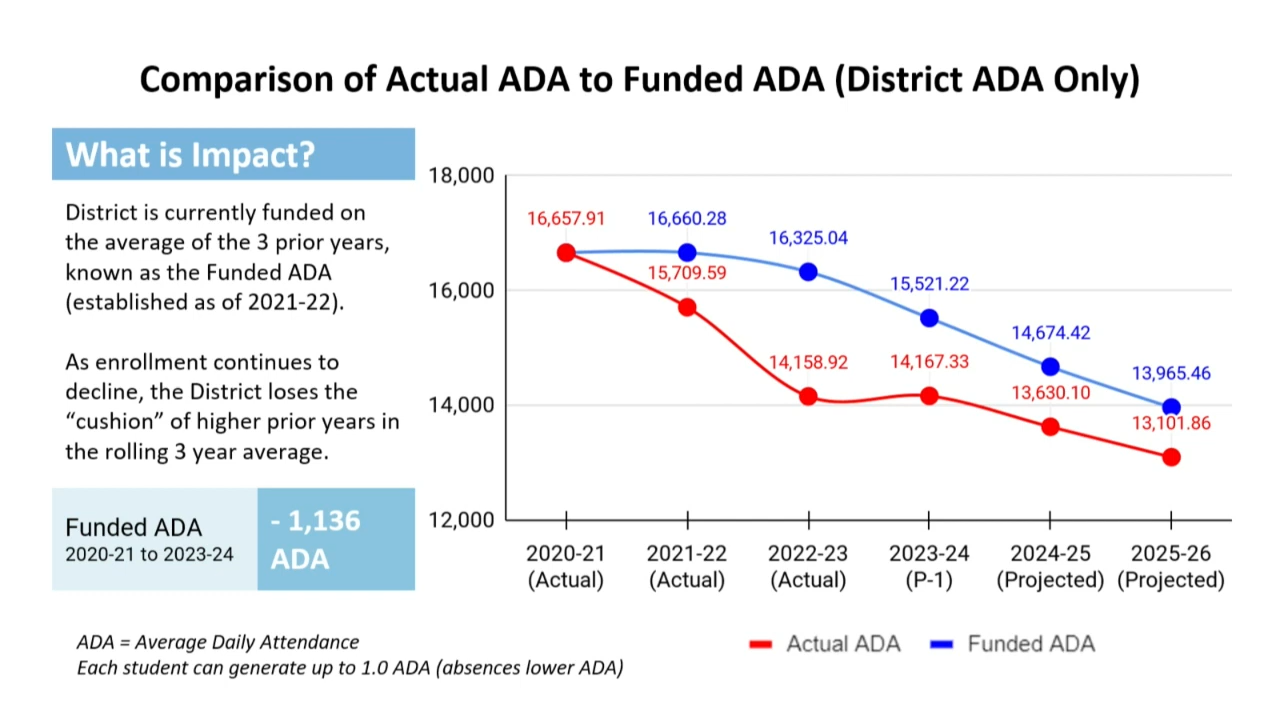 Comparison of Actual ADA to Funded ADA (District ADA Only)
What is Impact?
District is currently funded on
the average of the 3 prior years,
known as the Funded ADA
(established as of 2021-22).
As enrollment continues to
decline, the District loses the
“cushion” of higher prior years in
the rolling 3 year average.
Funded ADA
2020-21 to 2023-24
- 1,136
ADA
18,000
16,000
14,000
12,000
16,657.91
16,660.28
15,709.59
16,325.04
14,158.92
15,521.22
14,167.33
14,674.42
13,630.10
13,965.46
13,101.86
2020-21
(Actual)
2021-22
(Actual)
2022-23
(Actual)
2023-24
(P-1)
2024-25
(Projected)
2025-26
(Projected)
Actual ADA
Funded ADA
ADA = Average Daily Attendance
Each student can generate up to 1.0 ADA (absences lower ADA)